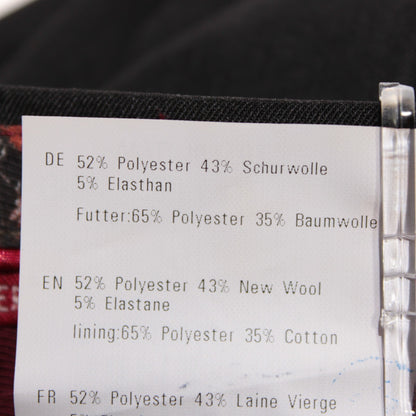 DE 52% Polyester 43% Schurwolle
5% Elasthan
Futter:65% Polyester 35% Baumwolle
EN 52% Polyester 43% New Wool
5% Elastane
lining:65% Polyester 35% Cotton
FR 52% Polyester 43% Laine Vierge